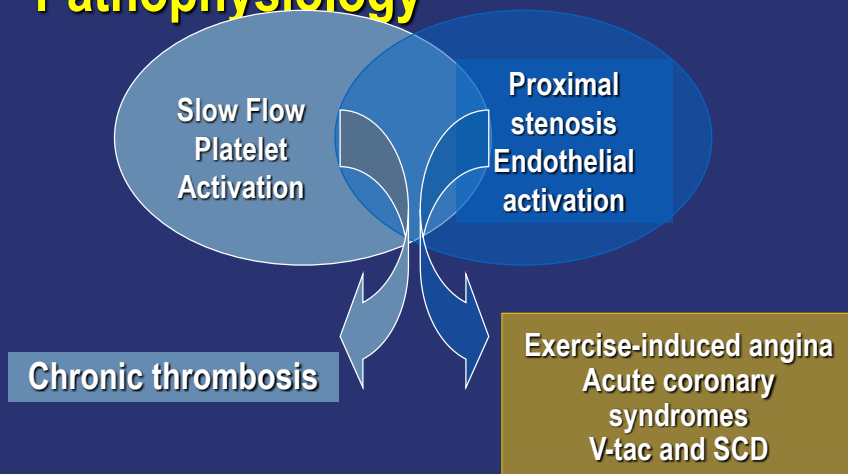 Pathophysiology
Slow Flow
Platelet
Activation
Proximal
stenosis
Endothelial
activation
Chronic thrombosis
Exercise-induced angina
Acute coronary
syndromes
V-tac and SCD